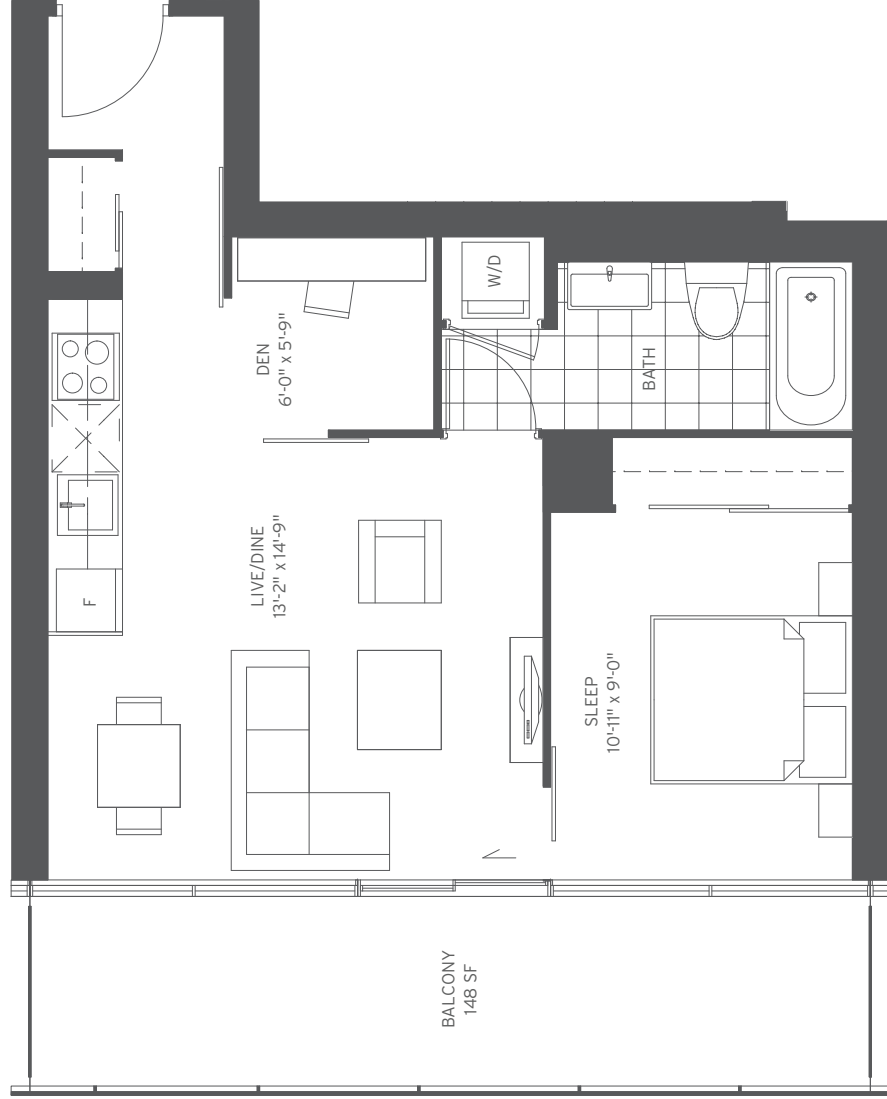 W/D
DEN
6'-0" x 5'-9"
BATH
LIVE/DINE
13'-2" x 14'-9"
F
SLEEP
10'-11" x 9'-0"
BALCONY
148 SF